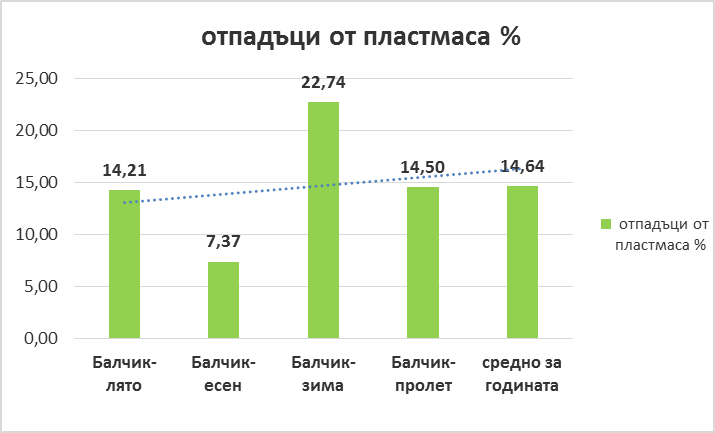 отпадъци от пластмаса %
25,00
20,00
15,00
10,00
5,00
0,00
14,21
7,37
22,74
14,50
14,64
Балчик-
лято
Балчик-
есен
Балчик-
зима
Балчик-
пролет
средно за
годината
отпадъци от
пластмаса %